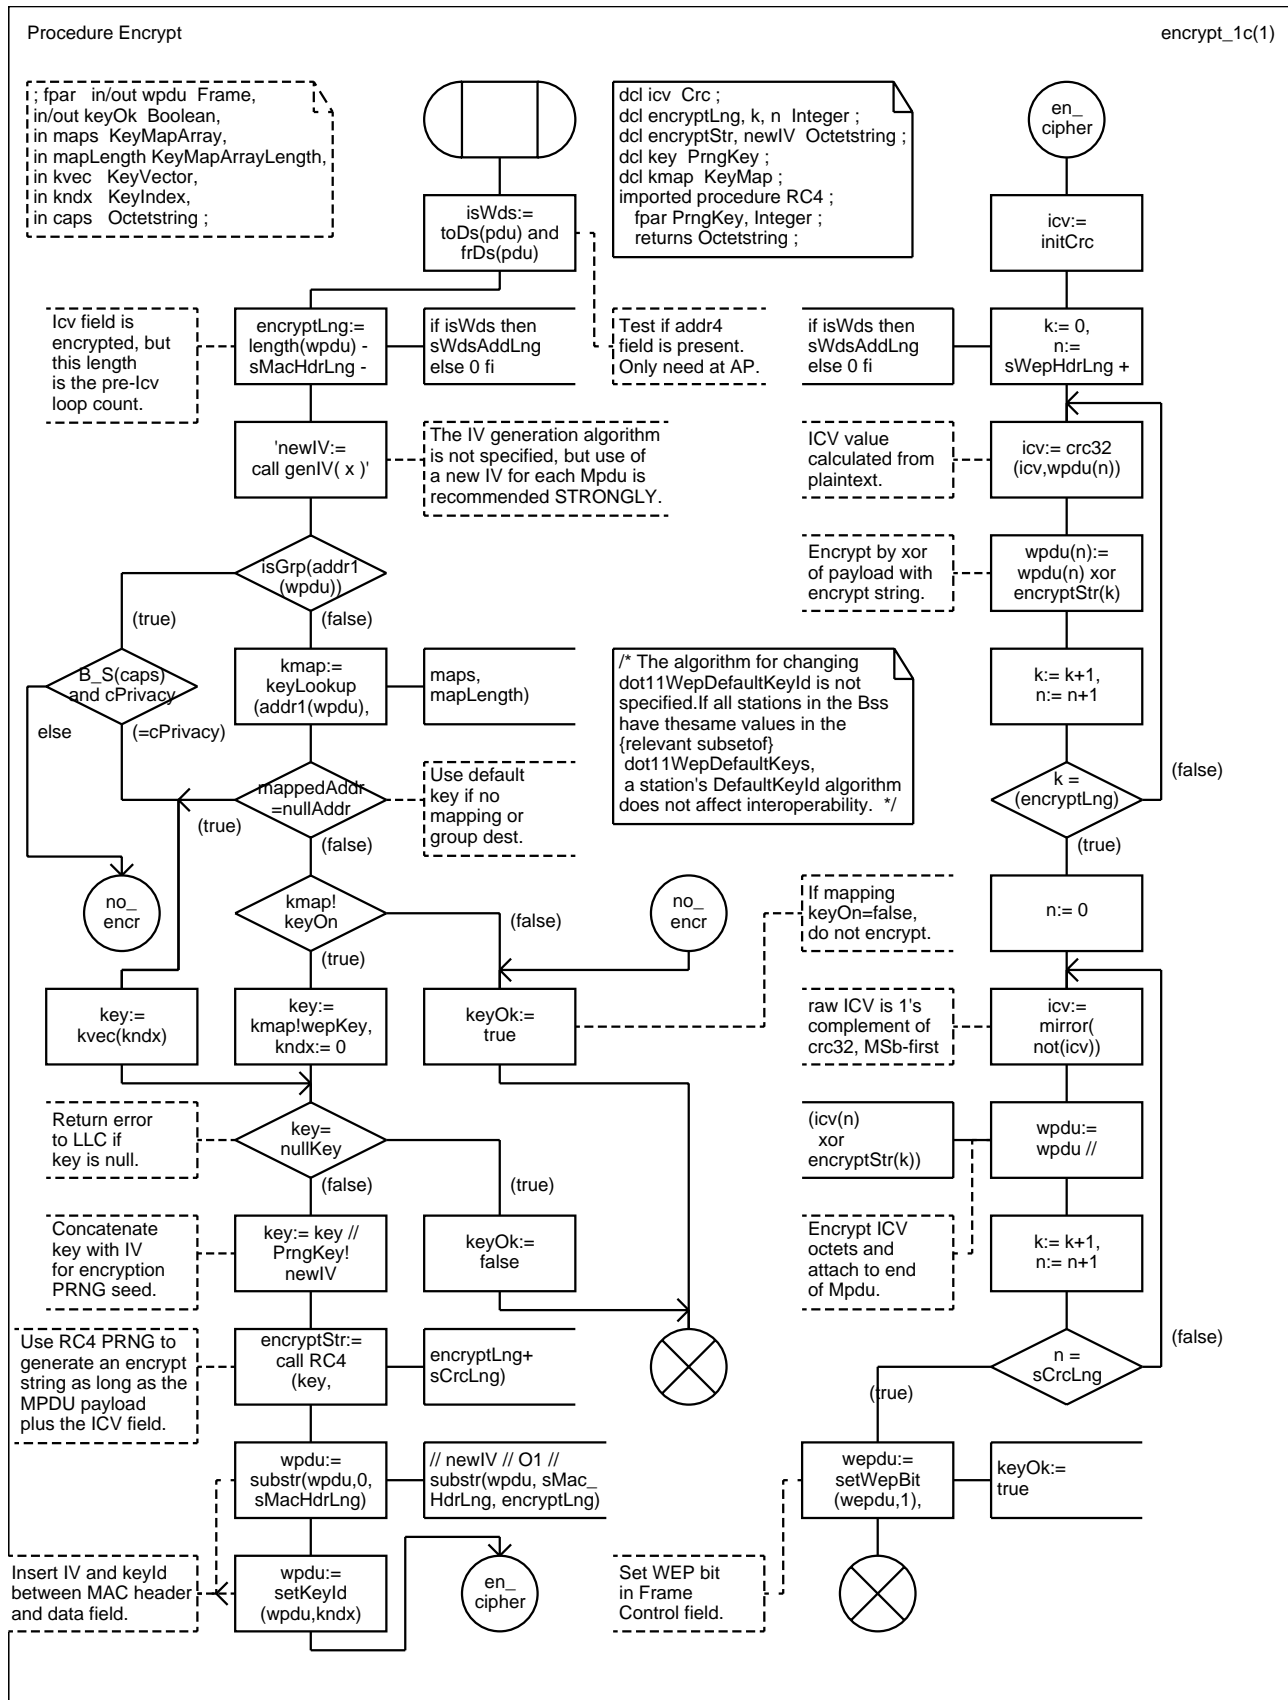 Procedure Encrypt
encrypt_1c(1)
; fpar in/out wpdu Frame,
in/out keyOk Boolean,
in maps KeyMapArray,
in mapLength KeyMapArrayLength,
in kvec KeyVector,
in kndx KeyIndex,
in caps Octetstring ;
dcl icv Crc ;
dcl encryptLng, k, n Integer ;
dcl encryptStr, newIV Octetstring ;
dcl key PrngKey ;
dcl kmap KeyMap ;
imported procedure RC4 ;
fpar PrngKey, Integer ;
returns Octetstring ;
en_
cipher
isWds:=
toDs(pdu) and
frDs(pdu)
icv:=
initCrc
Icv field is
encrypted, but
this length
is the pre-Icv
loop count.
encryptLng:=
length(wpdu) -
sMacHdrLng -
if isWds then
sWdsAddLng
else 0 fi
Test if addr4
field is present.
Only need at AP.
if isWds then
sWdsAddLng
else 0 fi
k:= 0,
n:=
sWepHdrLng +
'newIV:=
call genIV( x )'
The IV generation algorithm
is not specified, but use of
a new IV for each Mpdu is
recommended STRONGLY.
ICV value
calculated from
plaintext.
icv:= crc32
(icv,wpdu(n))
isGrp(addr1
(wpdu))
(true)
(false)
Encrypt by xor
of payload with
encrypt string.
wpdu(n):=
wpdu(n) xor
encryptStr(k)
B_S(caps)
and cPrivacy
else
(=cPrivacy)
kmap:=
keyLookup
(addr1(wpdu),
maps,
mapLength)
/* The algorithm for changing
dot11WepDefaultKeyId is not
specified.If all stations in the Bss
have thesame values in the
{relevant subsetof}
dot11WepDefaultKeys,
a station's DefaultKeyId algorithm
does not affect interoperability. */
k:= k+1,
n:= n+1
mappedAddr
=nullAddr
(true)
(false)
Use default
key if no
mapping or
group dest.
k =
(encryptLng)
(false)
(true)
no_
encr
kmap!
keyOn
(false)
(true)
no_
encr
If mapping
keyOn=false,
do not encrypt.
n:= 0
key:=
kvec(kndx)
key:=
kmap!wepKey,
kndx:= 0
keyOk:=
true
raw ICV is 1's
complement of
crc32, MSb-first
icv:=
mirror(
not(icv))
Return error
to LLC if
key is null.
key=
nullKey
(false)
(true)
(icv(n)
xor
encryptStr(k))
wpdu:=
wpdu //
Concatenate
key with IV
for encryption
PRNG seed.
key:= key //
PrngKey!
newIV
keyOk:=
false
Encrypt ICV
octets and
attach to end
of Mpdu.
k:= k+1,
n:= n+1
Use RC4 PRNG to
generate an encrypt
string as long as the
MPDU payload
plus the ICV field.
encryptStr:=
call RC4
(key,
encryptLng+
sCrcLng)
n =
sCrcLng
(false)
(true)
wpdu:=
substr(wpdu,0,
sMacHdrLng)
// newIV // O1 //
substr(wpdu, sMac_
HdrLng, encryptLng)
wepdu:=
setWepBit
(wepdu,1),
keyOk:=
true
Insert IV and keyId
between MAC header
and data field.
wpdu:=
setKeyId
(wpdu,kndx)
en_
cipher
Set WEP bit
in Frame
Control field.